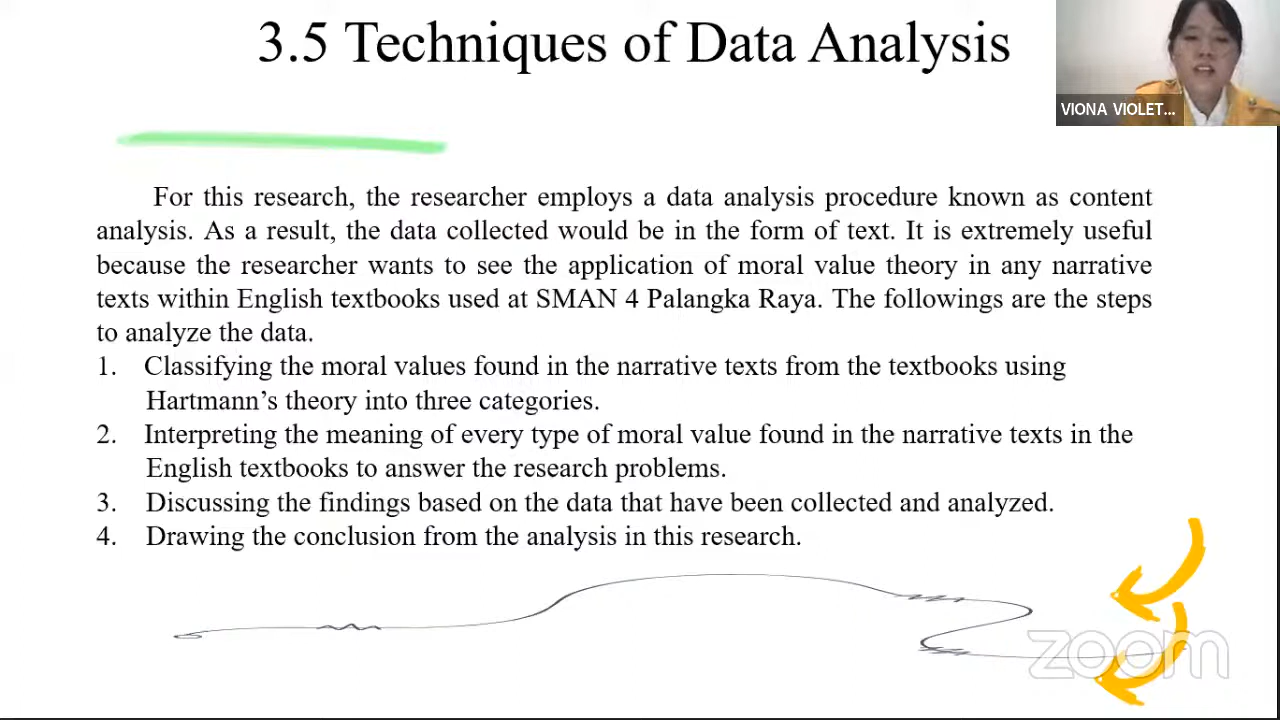 3.5 Techniques of Data Analysis
VIONA VIOLET...
For this research, the researcher employs a data analysis procedure known as content
analysis. As a result, the data collected would be in the form of text. It is extremely useful
because the researcher wants to see the application of moral value theory in any narrative
texts within English textbooks used at SMAN 4 Palangka Raya. The followings are the steps
to analyze the data.
1. Classifying the moral values found in the narrative texts from the textbooks using
Hartmann's theory into three categories.
2. Interpreting the meaning of every type of moral value found in the narrative texts in the
English textbooks to answer the research problems.
3. Discussing the findings based on the data that have been collected and analyzed.
4. Drawing the conclusion from the analysis in this research.
zoom